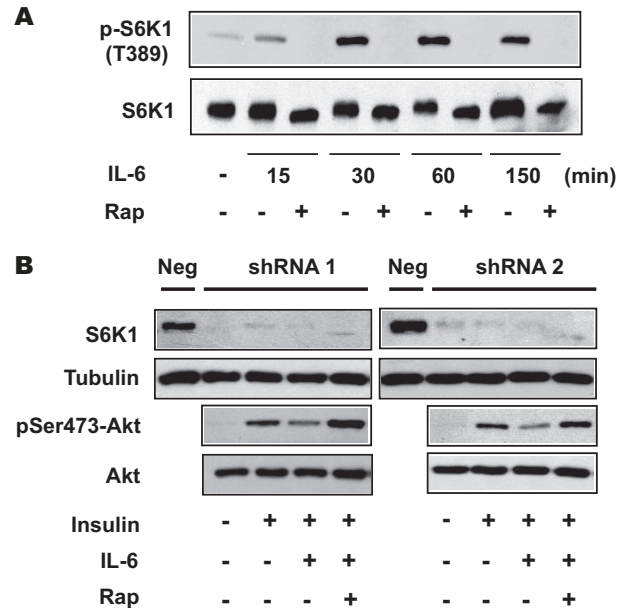 A
p-S6K1
(T389)
S6K1
IL-6 - 15 30 60 150 (min)
Rap - - + - + - + - +
B
Neg shRNA 1 Neg shRNA 2
S6K1
Tubulin
pSer473-Akt
Akt
Insulin - + + + - + + +
IL-6 - - + + - - + +
Rap - - - + - - - +